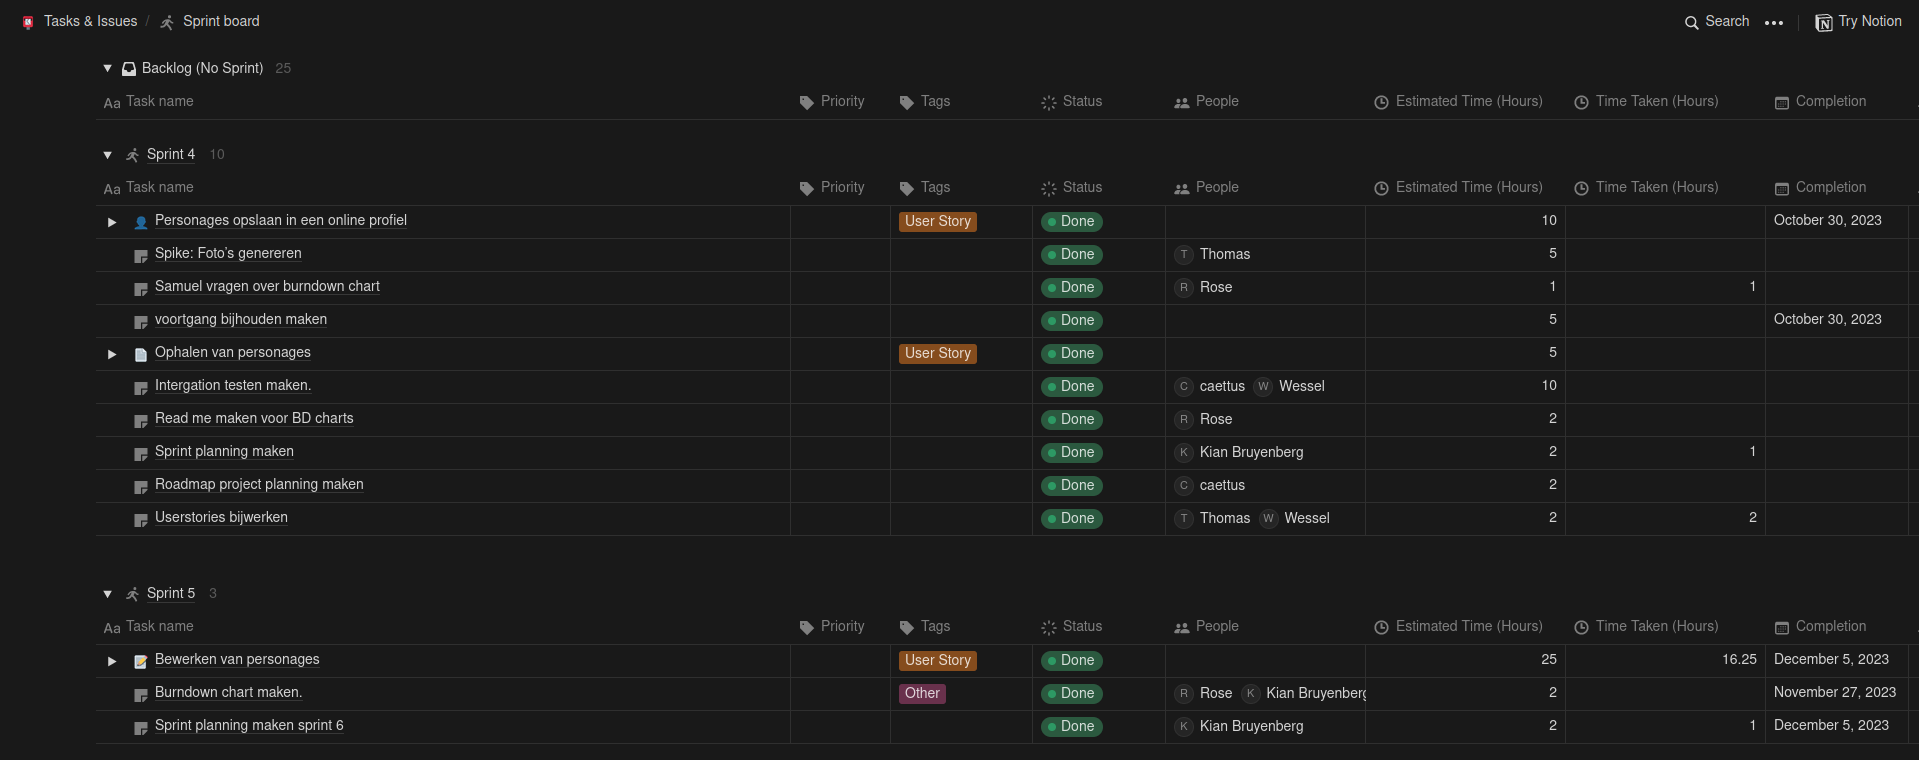 Tasks & Issues / Sprint board Search ••• Try Notion
Backlog (No Sprint) 25
Aa Task name Priority Tags Status People Estimated Time (Hours) Time Taken (Hours) Completion
Sprint 4 10
Aa Task name Priority Tags Status People Estimated Time (Hours) Time Taken (Hours) Completion
Personages opslaan in een online profiel User Story Done 10 October 30, 2023
Spike: Foto's genereren Done T Thomas 5
Samuel vragen over burndown chart Done R Rose 1 1
voortgang bijhouden maken Done 5 October 30, 2023
Ophalen van personages User Story Done 5
Intergation testen maken. Done C caettus W Wessel 10
Read me maken voor BD charts Done R Rose 2
Sprint planning maken Done K Kian Bruyenberg 2 1
Roadmap project planning maken Done C caettus 2
Userstories bijwerken Done T Thomas W Wessel 2 2
Sprint 5 3
Aa Task name Priority Tags Status People Estimated Time (Hours) Time Taken (Hours) Completion
Bewerken van personages User Story Done 25 16.25 December 5, 2023
Burndown chart maken. Other Done R Rose K Kian Bruyenberg 2 November 27, 2023
Sprint planning maken sprint 6 Done K Kian Bruyenberg 2 1 December 5, 2023